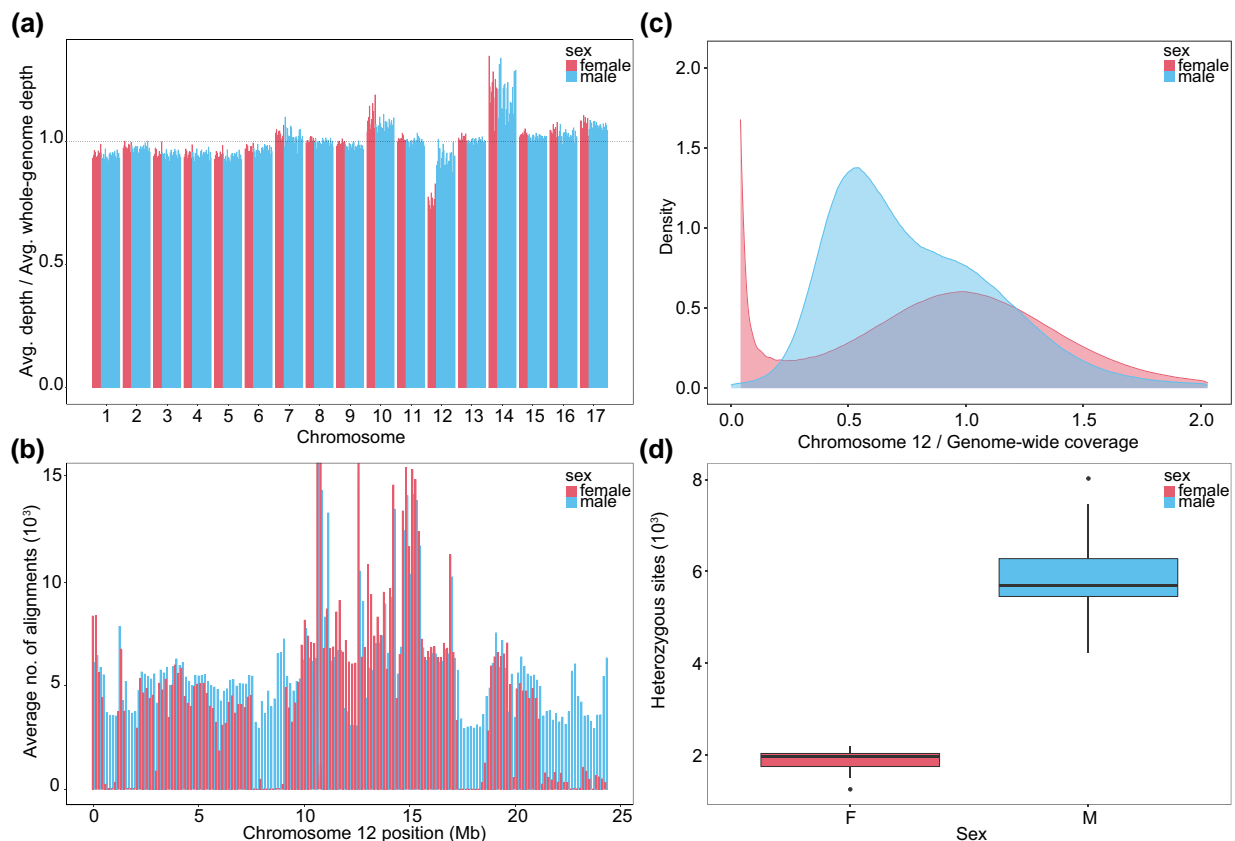 (a)
sex
female
male
Avg. depth / Avg. whole-genome depth
1.0
0.5
0.0
1 2 3 4 5 6 7 8 9 10 11 12 13 14 15 16 17
Chromosome
(c)
sex
female
male
Density
2.0
1.5
1.0
0.5
0.0
0.0 0.5 1.0 1.5 2.0
Chromosome 12 / Genome-wide coverage
(b)
sex
female
male
Average no. of alignments (10³)
15
10
5
0
0 5 10 15 20 25
Chromosome 12 position (Mb)
(d)
sex
female
male
Heterozygous sites (10³)
8
6
4
2
F M
Sex